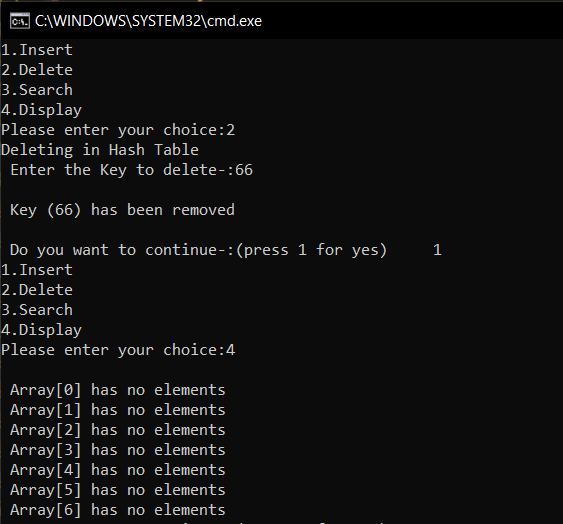 C:\WINDOWS\SYSTEM32\cmd.exe
1.Insert
2.Delete
3.Search
4.Display
Please enter your choice:2
Deleting in Hash Table
Enter the Key to delete-:66
Key (66) has been removed
Do you want to continue-:(press 1 for yes)     1
1.Insert
2.Delete
3.Search
4.Display
Please enter your choice:4
Array[0] has no elements
Array[1] has no elements
Array[2] has no elements
Array[3] has no elements
Array[4] has no elements
Array[5] has no elements
Array[6] has no elements